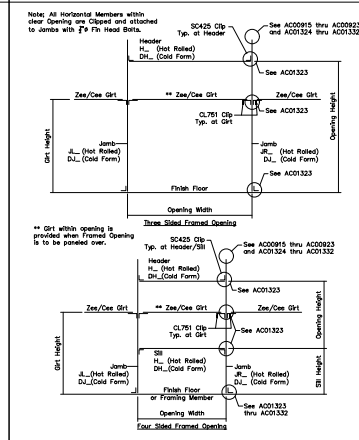 Note; All Horizontal Members within
clear Opening are Clipped and attached
to Jambs with ½"ø Fin Head Bolts.
SC425 Clip
Typ. at Header
See AC00915 thru AC00923
and AC01324 thru AC01332
Header
H_ (Hot Rolled)
DH_ (Cold Form)
See AC01323
Zee/Cee Girt
** Zee/Cee Girt
Zee/Cee Girt
See AC01323
CL751 Clip
Typ. at Girt
Girt Height
Opening Height
Jamb
JL_ (Hot Rolled)
DJ_ (Cold Form)
Jamb
JR_ (Hot Rolled)
DJ_ (Cold Form)
See AC01323
Finish Floor
Opening Width
Three Sided Framed Opening
** Girt within opening is
provided when Framed Opening
is to be paneled over.
SC425 Clip
Typ. at Header/Sill
See AC00915 thru AC00923
and AC01324 thru AC01332
Header
H_ (Hot Rolled)
DH_(Cold Form)
See AC01323
Zee/Cee Girt
** Zee/Cee Girt
Zee/Cee Girt
CL751 Clip
Typ. at Girt
See AC01323
Girt Height
Opening Height
Sill
H_ (Hot Rolled)
DH_(Cold Form)
Jamb
JL_ (Hot Rolled)
DJ_(Cold Form)
Jamb
JR_ (Hot Rolled)
DJ_ (Cold Form)
Sill Height
Finish Floor
or Framing Member
Opening Width
See AC01323
thru AC01332
Four Sided Framed Opening